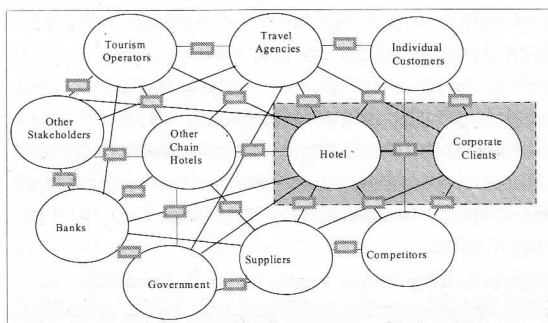 Tourism
Operators
Travel
Agencies
Individual
Customers
Other
Stakeholders
Other
Chain
Hotels
Hotel
Corporate
Clients
Banks
Suppliers
Competitors
Government